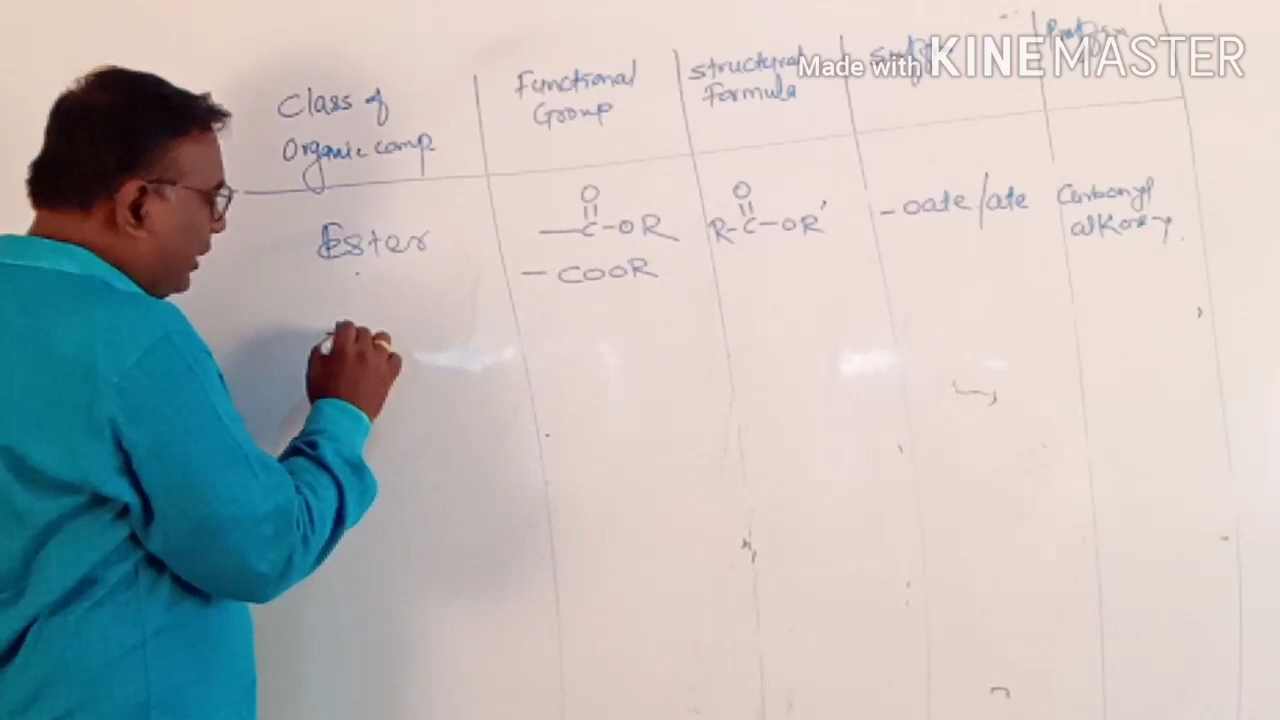 Class of
Organic comp
Functional
Group
Structural
Formula
Made with KINEMASTER
Ester
O
||
—C—OR
—COOR
O
||
R—C—OR'
—oate/ate
Carbonyl
alkoxy